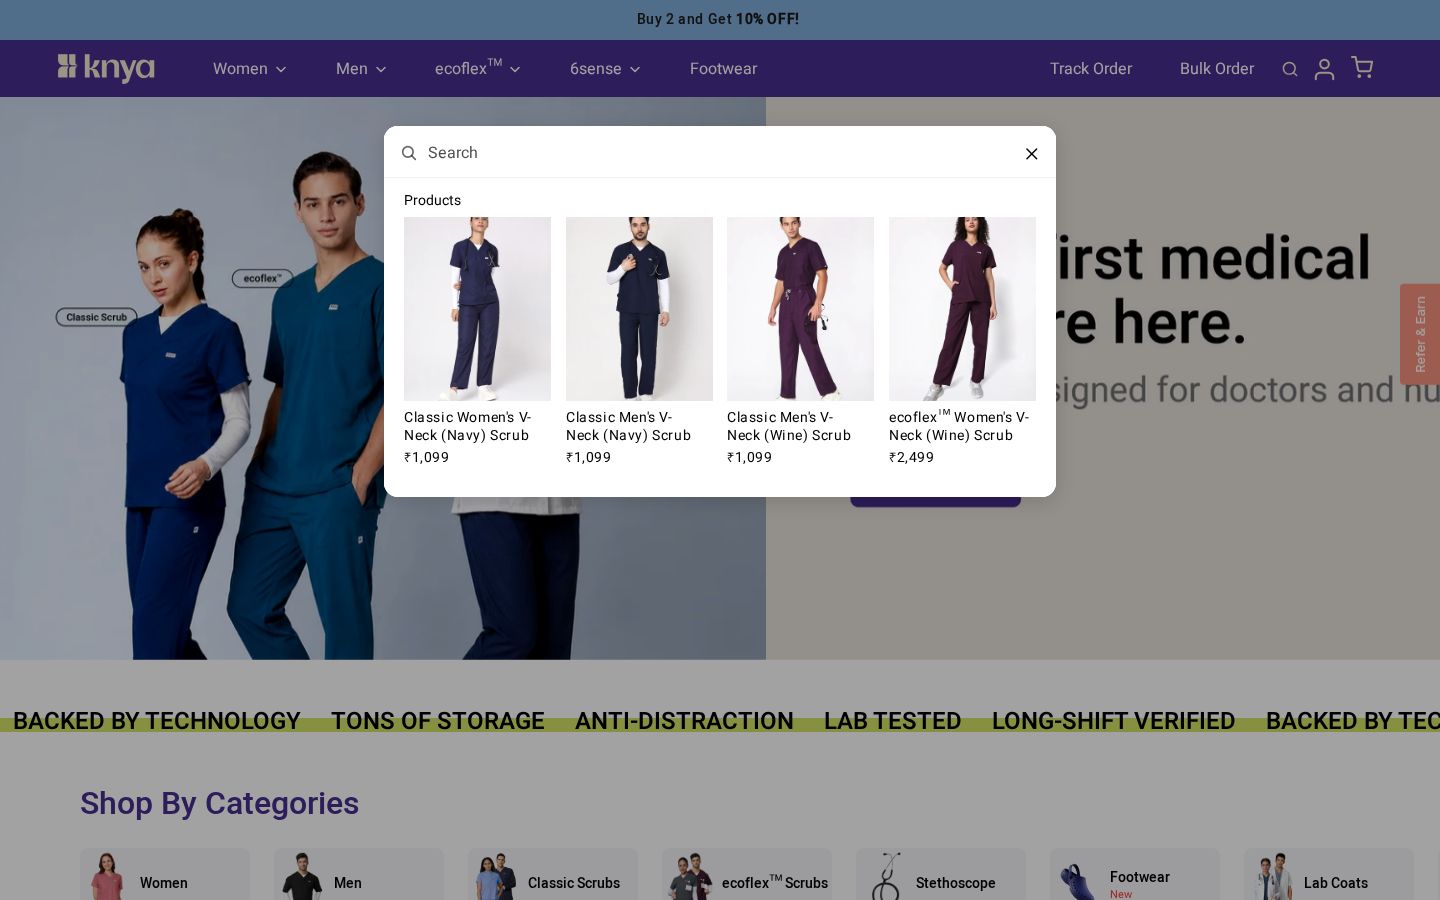 Buy 2 and Get 10% OFF!
knya
Women
Men
ecoflex™
6sense
Footwear
Track Order
Bulk Order
Search
Products
Classic Women's V-
Neck (Navy) Scrub
₹1,099
Classic Men's V-
Neck (Navy) Scrub
₹1,099
Classic Men's V-
Neck (Wine) Scrub
₹1,099
ecoflex™ Women's V-
Neck (Wine) Scrub
₹2,499
ecoflex™
Classic Scrub
irst medical
re here.
signed for doctors and nu
Refer & Earn
BACKED BY TECHNOLOGY TONS OF STORAGE ANTI-DISTRACTION LAB TESTED LONG-SHIFT VERIFIED BACKED BY TEC
Shop By Categories
Women
Men
Classic Scrubs
ecoflex™ Scrubs
Stethoscope
Footwear
New
Lab Coats